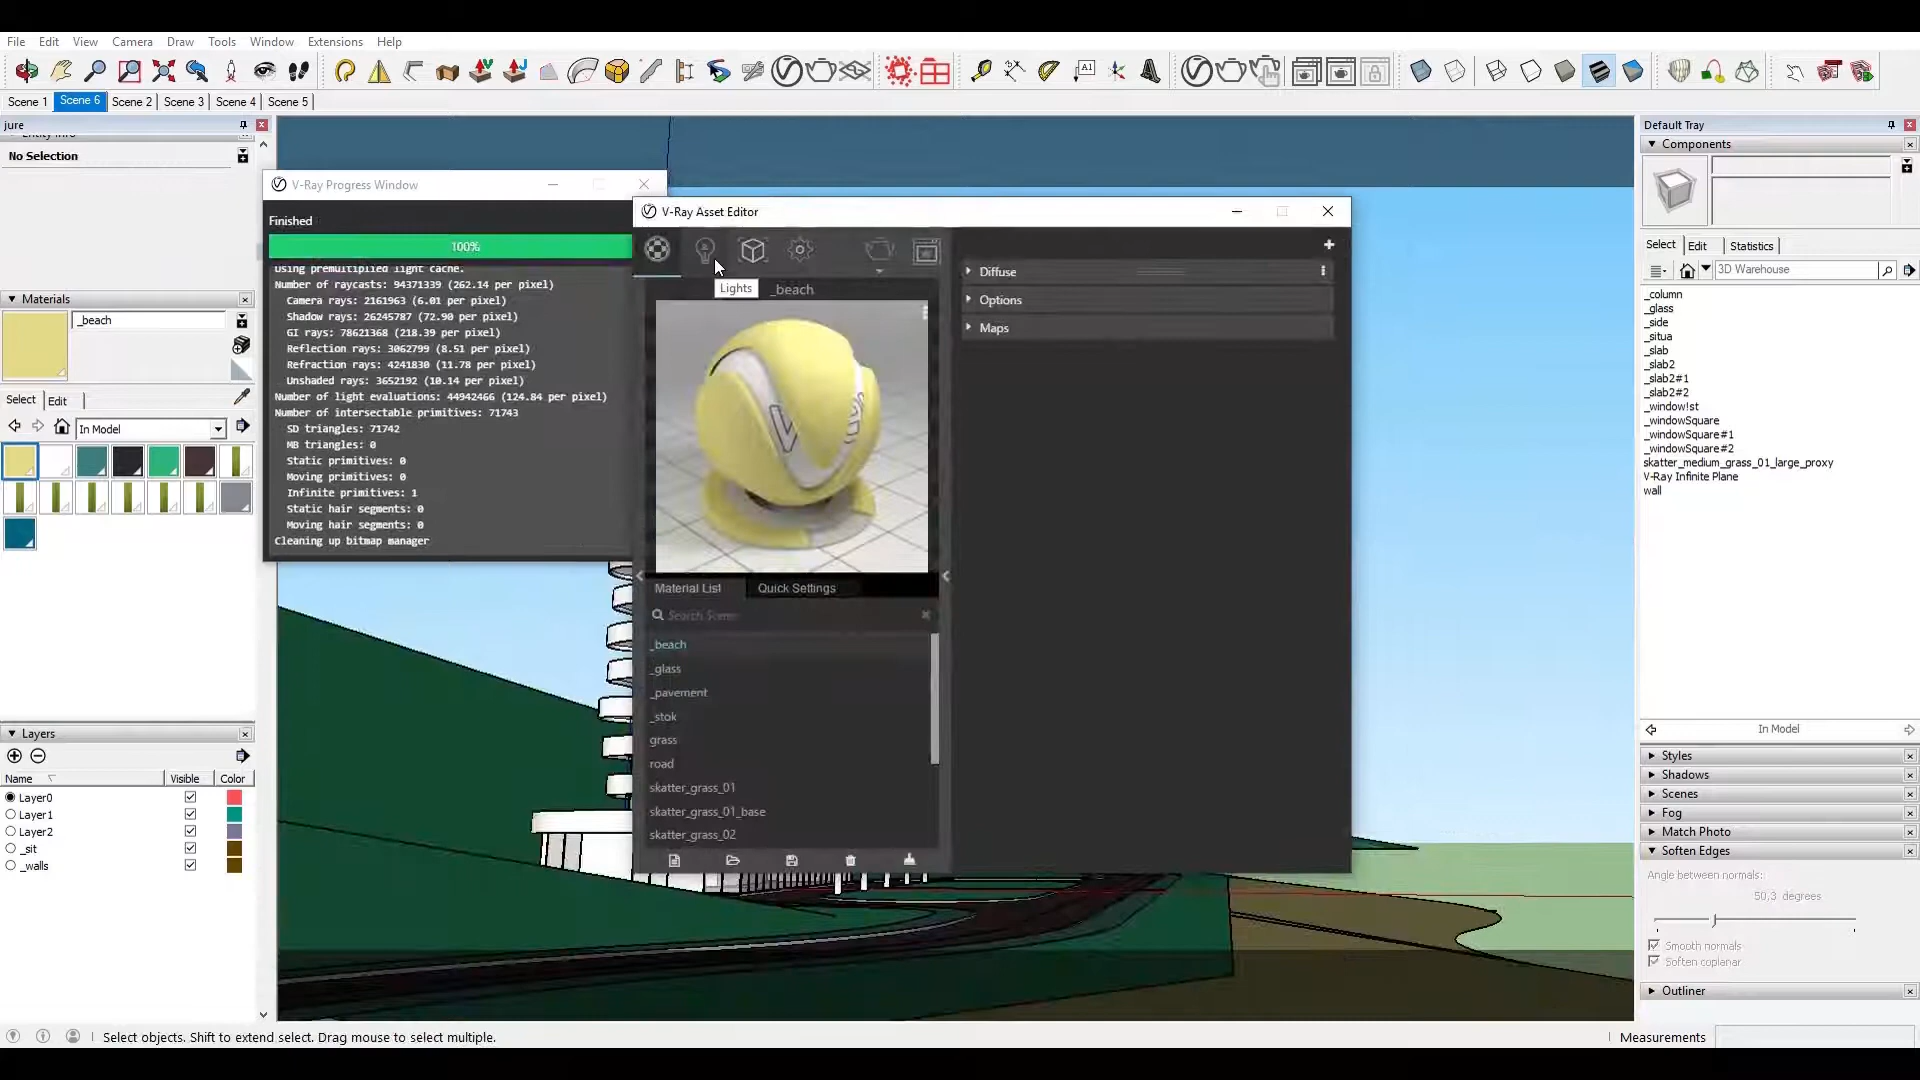 File Edit View Camera Draw Tools Window Extensions Help
A1
Scene 1 Scene 6 Scene 2 Scene 3 Scene 4 Scene 5
jure
No Selection
Materials
_beach
Select Edit
In Model
Layers
Name Visible Color
Layer0
Layer1
Layer2
_sit
_walls
V-Ray Progress Window
Finished
100%
Using premultiplied light cache.
Number of raycasts: 94371339 (262.14 per pixel)
Camera rays: 2161963 (6.01 per pixel)
Shadow rays: 26245787 (72.90 per pixel)
GI rays: 78621368 (218.39 per pixel)
Reflection rays: 3062799 (8.51 per pixel)
Refraction rays: 4241830 (11.78 per pixel)
Unshaded rays: 3652192 (10.14 per pixel)
Number of light evaluations: 44942466 (124.84 per pixel)
Number of intersectable primitives: 71743
SD triangles: 71742
MB triangles: 0
Static primitives: 0
Moving primitives: 0
Infinite primitives: 1
Static hair segments: 0
Moving hair segments: 0
Cleaning up bitmap manager
V-Ray Asset Editor
Lights
_beach
Material List Quick Settings
Search Scene
_beach
_glass
_pavement
_stok
grass
road
skatter_grass_01
skatter_grass_01_base
skatter_grass_02
Diffuse
Options
Maps
Default Tray
Components
Select Edit Statistics
3D Warehouse
_column
_glass
_side
_situa
_slab
_slab2
_slab2#1
_slab2#2
_window!st
_windowSquare
_windowSquare#1
_windowSquare#2
skatter_medium_grass_01_large_proxy
V-Ray Infinite Plane
wall
In Model
Styles
Shadows
Scenes
Fog
Match Photo
Soften Edges
Angle between normals:
50.3 degrees
Smooth normals
Soften coplanar
Outliner
Select objects. Shift to extend select. Drag mouse to select multiple.
Measurements